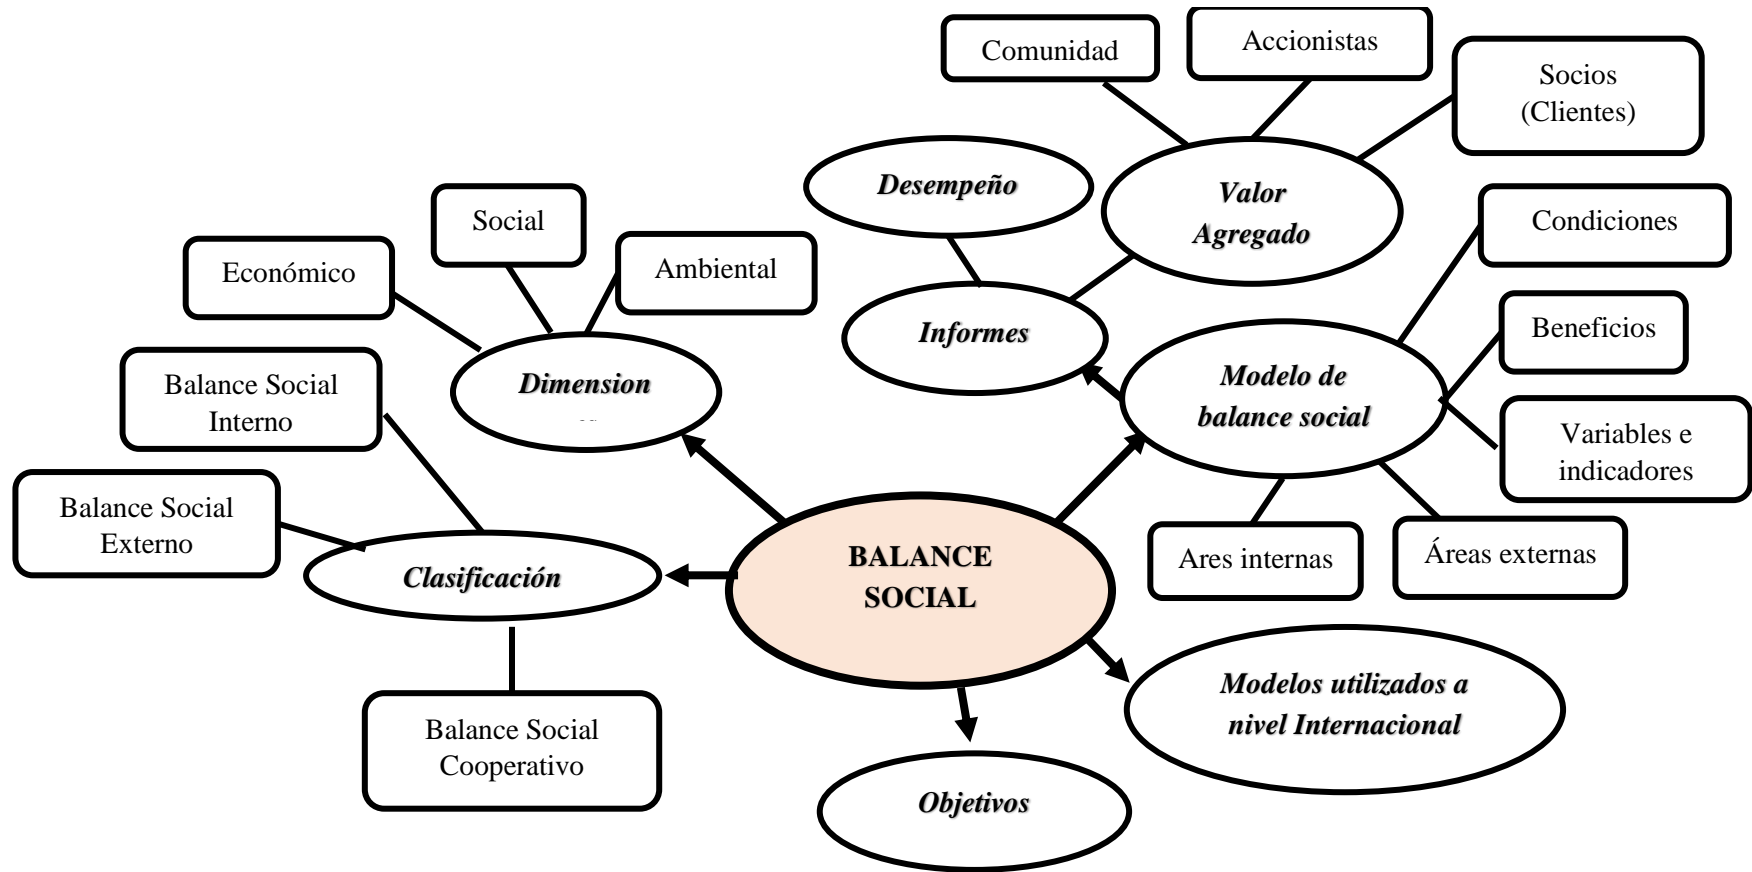 Comunidad
Accionistas
Socios
(Clientes)
Desempeño
Valor
Agregado
Social
Condiciones
Económico
Ambiental
Informes
Beneficios
Balance Social
Interno
Dimension
Modelo de
balance social
Variables e
indicadores
Balance Social
Externo
Clasificación
BALANCE
SOCIAL
Ares internas
Áreas externas
Balance Social
Cooperativo
Modelos utilizados a
nivel Internacional
Objetivos